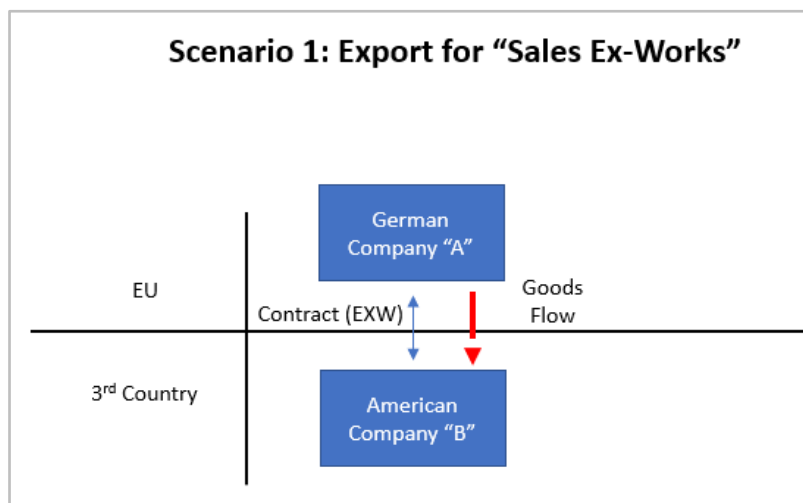 Scenario 1: Export for “Sales Ex-Works”
German
Company “A”
EU
Contract (EXW)
Goods
Flow
3rd Country
American
Company “B”